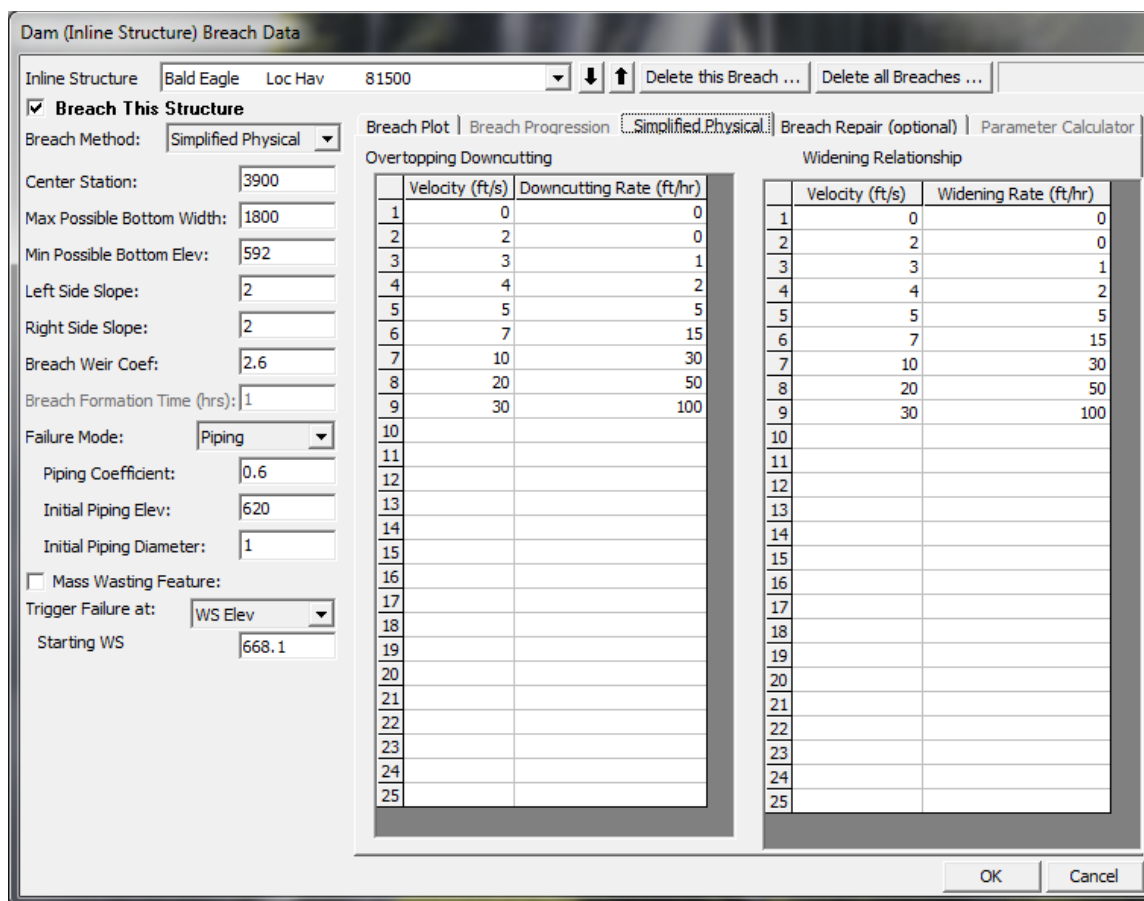 Dam (Inline Structure) Breach Data
Inline Structure Bald Eagle Loc Hav 81500 Delete this Breach ... Delete all Breaches ...
Breach This Structure
Breach Method: Simplified Physical
Center Station: 3900
Max Possible Bottom Width: 1800
Min Possible Bottom Elev: 592
Left Side Slope: 2
Right Side Slope: 2
Breach Weir Coef: 2.6
Breach Formation Time (hrs): 1
Failure Mode: Piping
Piping Coefficient: 0.6
Initial Piping Elev: 620
Initial Piping Diameter: 1
Mass Wasting Feature:
Trigger Failure at: WS Elev
Starting WS 668.1
Breach Plot Breach Progression Simplified Physical Breach Repair (optional) Parameter Calculator
Overtopping Downcutting
Velocity (ft/s) Downcutting Rate (ft/hr)
1 0 0
2 2 0
3 3 1
4 4 2
5 5 5
6 7 15
7 10 30
8 20 50
9 30 100
10
11
12
13
14
15
16
17
18
19
20
21
22
23
24
25
Widening Relationship
Velocity (ft/s) Widening Rate (ft/hr)
1 0 0
2 2 0
3 3 1
4 4 2
5 5 5
6 7 15
7 10 30
8 20 50
9 30 100
10
11
12
13
14
15
16
17
18
19
20
21
22
23
24
25
OK Cancel